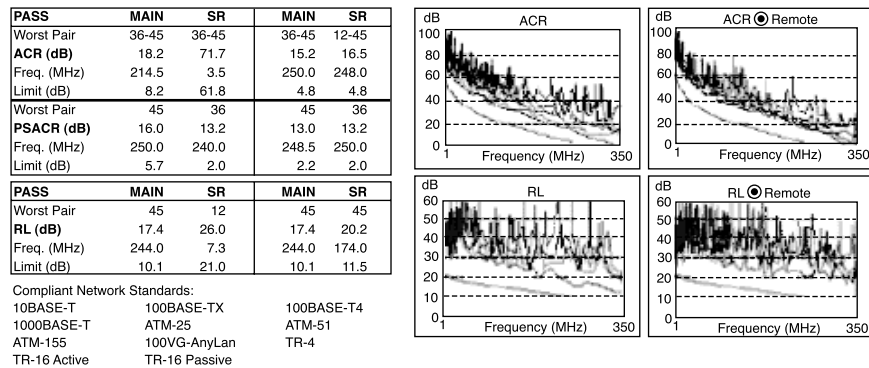 PASS MAIN SR MAIN SR
Worst Pair 36-45 36-45 36-45 12-45
ACR (dB) 18.2 71.7 15.2 16.5
Freq. (MHz) 214.5 3.5 250.0 248.0
Limit (dB) 8.2 61.8 4.8 4.8
Worst Pair 45 36 45 36
PSACR (dB) 16.0 13.2 13.0 13.2
Freq. (MHz) 250.0 240.0 248.5 250.0
Limit (dB) 5.7 2.0 2.2 2.0
PASS MAIN SR MAIN SR
Worst Pair 45 12 45 45
RL (dB) 17.4 26.0 17.4 20.2
Freq. (MHz) 244.0 7.3 244.0 174.0
Limit (dB) 10.1 21.0 10.1 11.5
Compliant Network Standards:
10BASE-T 100BASE-TX 100BASE-T4
1000BASE-T ATM-25 ATM-51
ATM-155 100VG-AnyLan TR-4
TR-16 Active TR-16 Passive
dB ACR
100
80
60
40
20
0
1 Frequency (MHz) 350
dB ACR Remote
100
80
60
40
20
0
1 Frequency (MHz) 350
dB RL
60
50
40
30
20
10
0
1 Frequency (MHz) 350
dB RL Remote
60
50
40
30
20
10
0
1 Frequency (MHz) 350